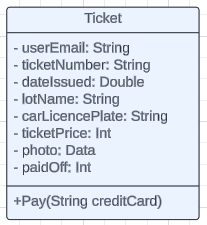 Ticket
- userEmail: String
- ticketNumber: String
- dateIssued: Double
- lotName: String
- carLicencePlate: String
- ticketPrice: Int
- photo: Data
- paidOff: Int
+Pay(String creditCard)